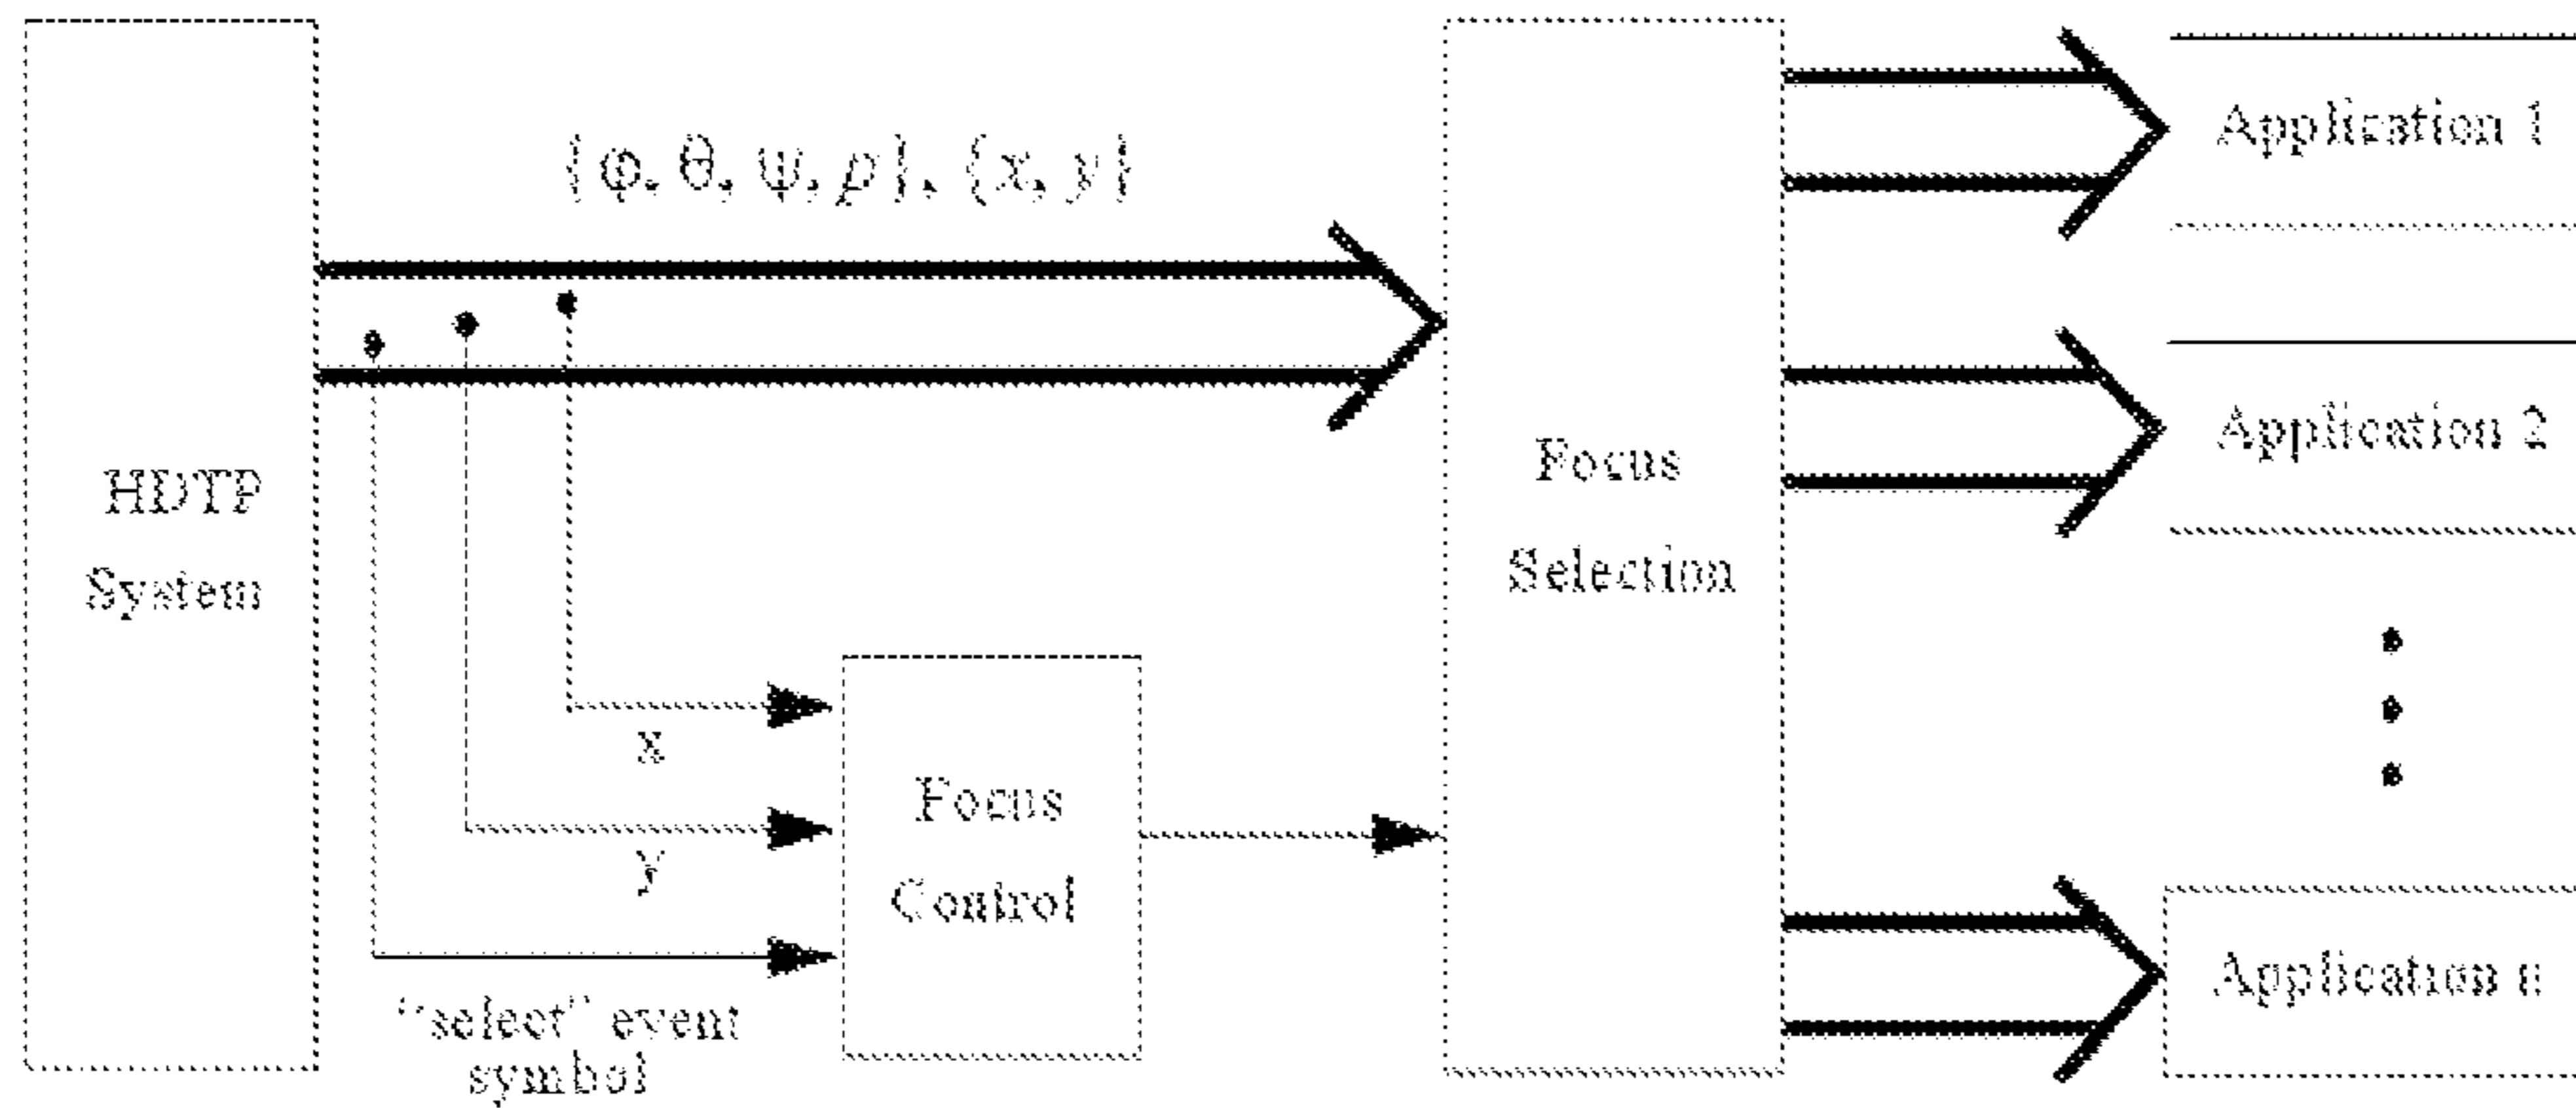 {φ, θ, ψ, p}, {x, y}
HDTP
System
x
y
"select" event
symbol
Focus
Control
Focus
Selection
Application 1
Application 2
Application n